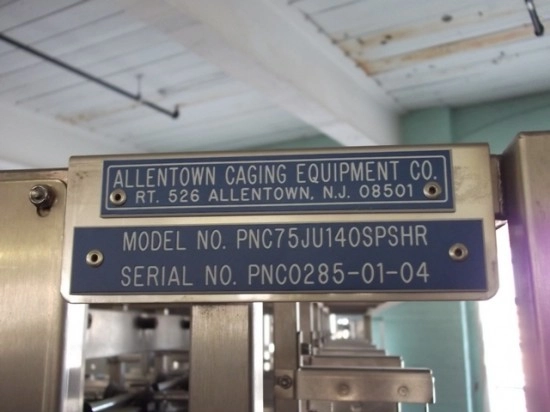 ALLENTOWN CAGING EQUIPMENT CO.
RT. 526 ALLENTOWN, N.J. 08501
MODEL NO. PNC75JU140SPSHR
SERIAL NO. PNC0285-01-04